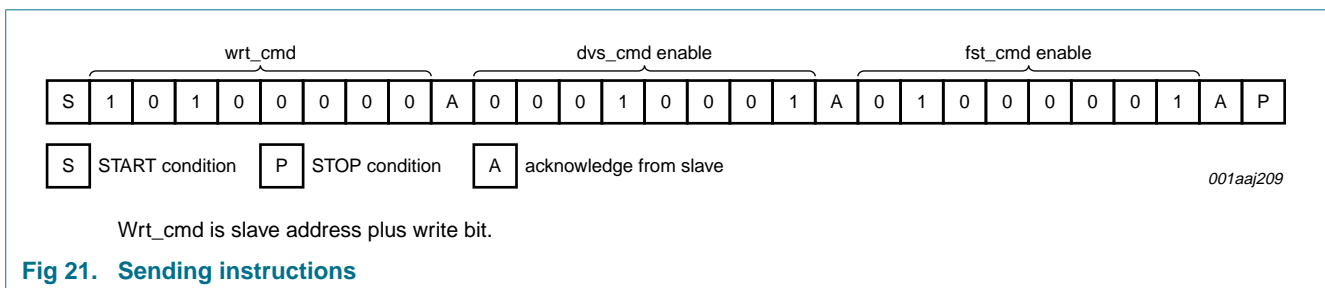 wrt_cmd dvs_cmd enable fst_cmd enable
S 1 0 1 0 0 0 0 0 A 0 0 0 1 0 0 0 1 A 0 1 0 0 0 0 0 1 A P
S START condition P STOP condition A acknowledge from slave
001aaj209
Wrt_cmd is slave address plus write bit.
Fig 21. Sending instructions